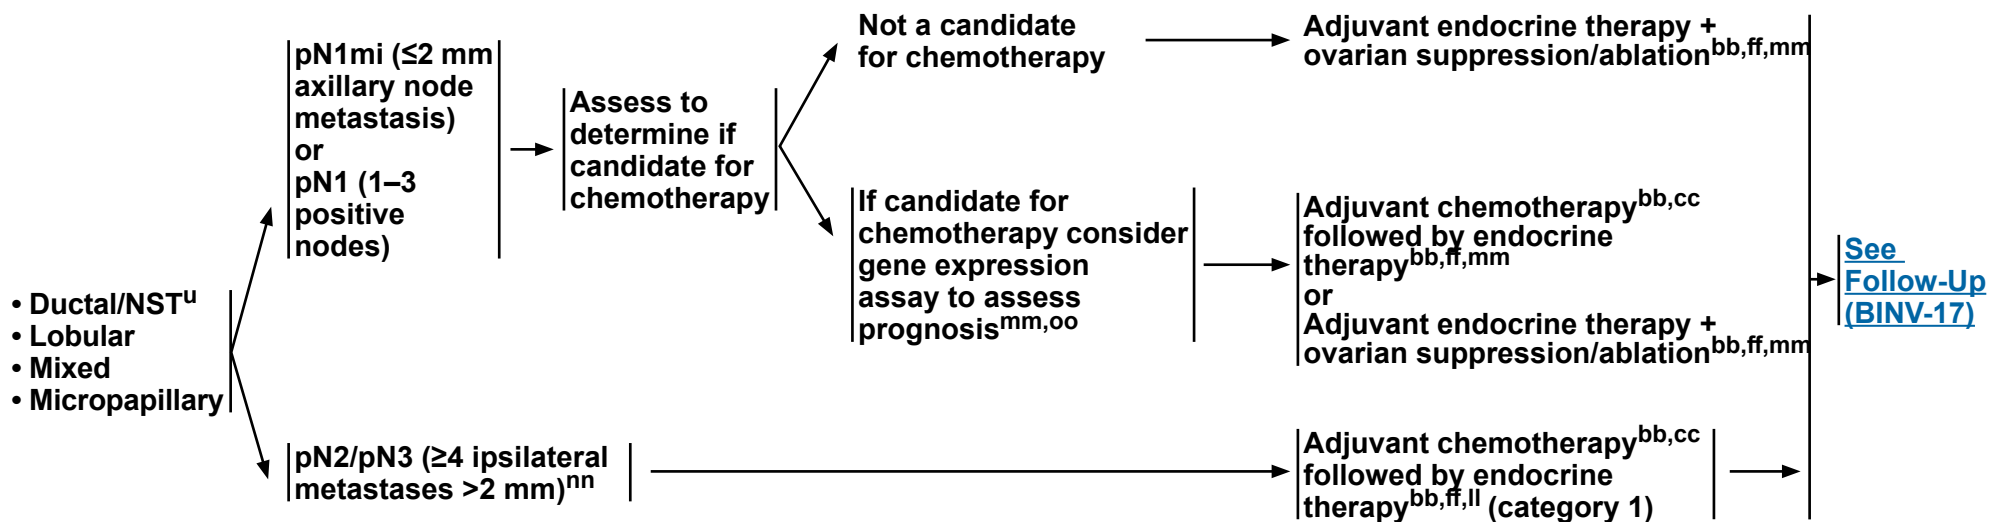 • Ductal/NSTu
• Lobular
• Mixed
• Micropapillary
pN1mi (≤2 mm
axillary node
metastasis)
or
pN1 (1–3
positive
nodes)
Assess to
determine if
candidate for
chemotherapy
Not a candidate
for chemotherapy
Adjuvant endocrine therapy +
ovarian suppression/ablationbb,ff,mm
If candidate for
chemotherapy consider
gene expression
assay to assess
prognosismm,oo
Adjuvant chemotherapybb,cc
followed by endocrine
therapybb,ff,mm
or
Adjuvant endocrine therapy +
ovarian suppression/ablationbb,ff,mm
pN2/pN3 (≥4 ipsilateral
metastases >2 mm)nn
Adjuvant chemotherapybb,cc
followed by endocrine
therapybb,ff,ll (category 1)
See
Follow-Up
(BINV-17)